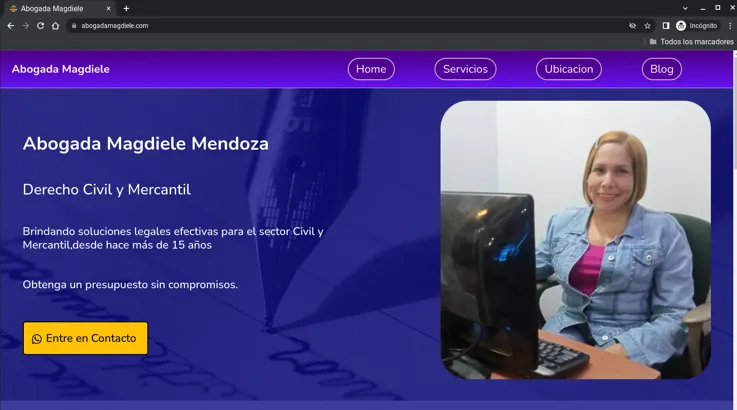 Abogada Magdiele
abogadamagdiele.com
Incógnito
Todos los marcadores
Abogada Magdiele
Home
Servicios
Ubicacion
Blog
Abogada Magdiele Mendoza
Derecho Civil y Mercantil
Brindando soluciones legales efectivas para el sector Civil y
Mercantil,desde hace más de 15 años
Obtenga un presupuesto sin compromisos.
Entre en Contacto